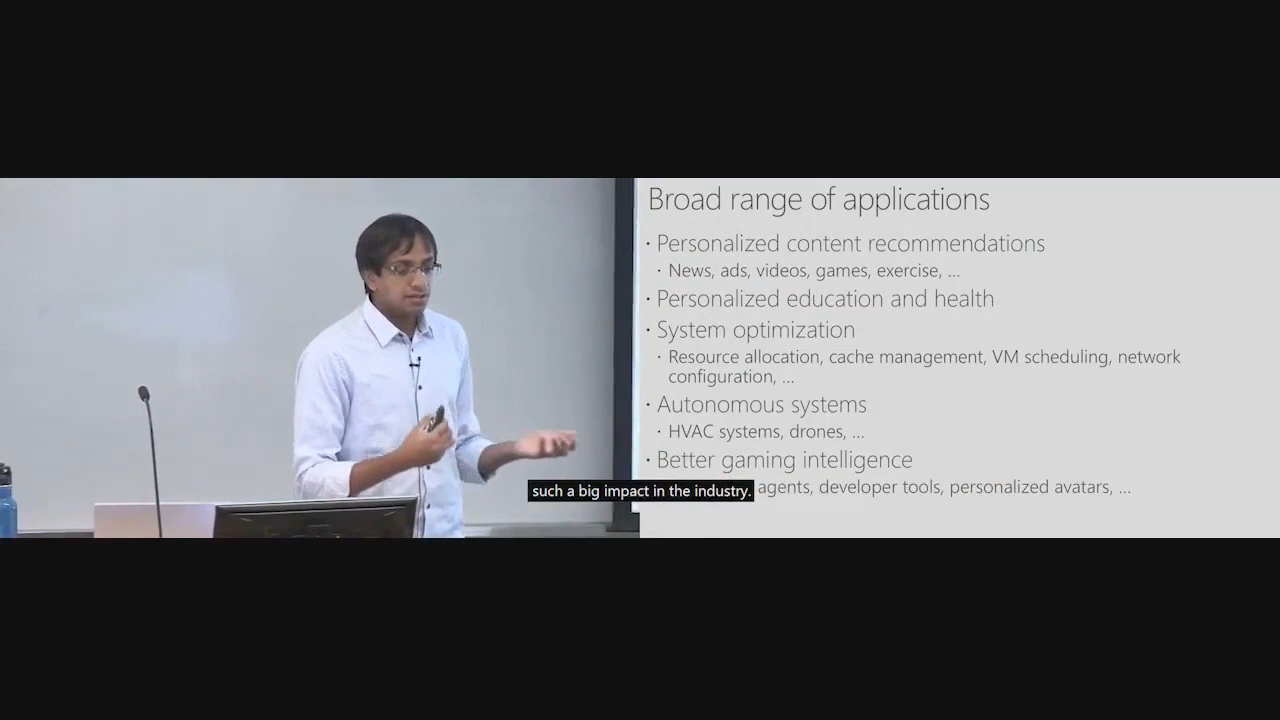 Broad range of applications
· Personalized content recommendations
· News, ads, videos, games, exercise, ...
· Personalized education and health
· System optimization
· Resource allocation, cache management, VM scheduling, network
configuration, ...
· Autonomous systems
· HVAC systems, drones, ...
· Better gaming intelligence
agents, developer tools, personalized avatars, ...
such a big impact in the industry.